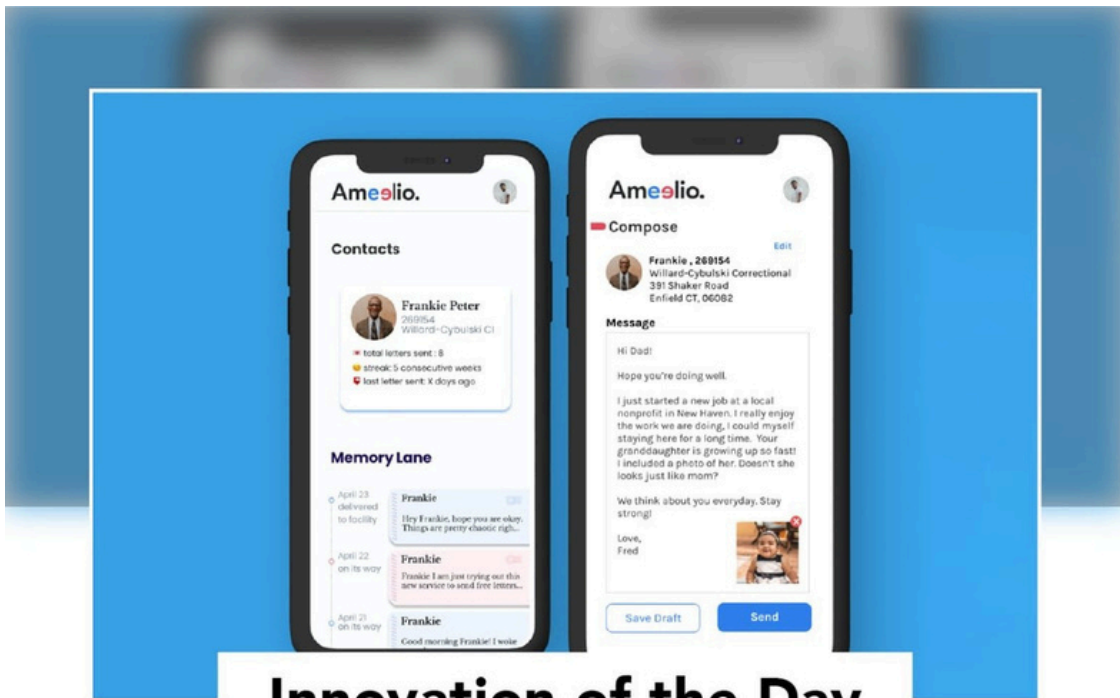 Ameelio.
Contacts
Frankie Peter
269154
Willard-Cybulski CI
total letters sent : 8
streak: 5 consecutive weeks
last letter sent: X days ago
Memory Lane
April 23
delivered
to facility
Frankie
Hey Frankie, hope you are okay.
Things are pretty chaotic righ...
April 22
on its way
Frankie
Frankie I am just trying out this
new service to send free letters...
April 21
on its way
Frankie
Good morning Frankie! I woke
Ameelio.
Compose
Edit
Frankie , 269154
Willard-Cybulski Correctional
391 Shaker Road
Enfield CT, 06082
Message
Hi Dad!
Hope you're doing well.
I just started a new job at a local
nonprofit in New Haven. I really enjoy
the work we are doing, I could myself
staying here for a long time. Your
granddaughter is growing up so fast!
I included a photo of her. Doesn't she
looks just like mom?
We think about you everyday. Stay
strong!
Love,
Fred
Save Draft
Send
Innovation of the Day